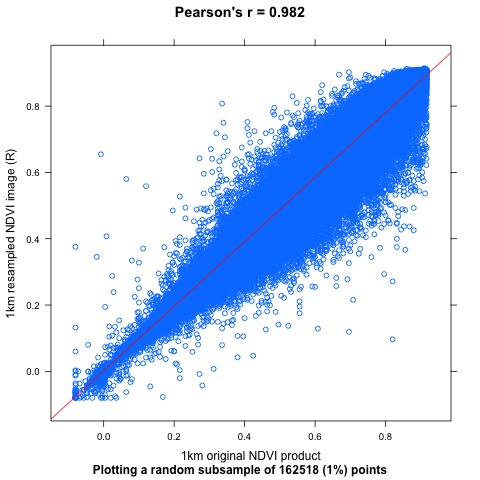 Pearson's r = 0.982
1km resampled NDVI image (R)
0.8
0.6
0.4
0.2
0.0
0.0 0.2 0.4 0.6 0.8
1km original NDVI product
Plotting a random subsample of 162518 (1%) points